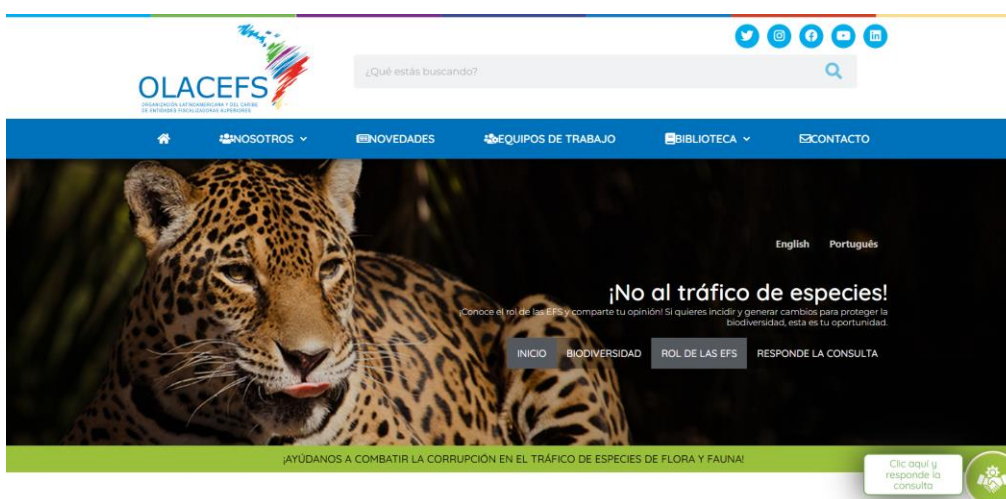 OLACEFS
ORGANIZACIÓN LATINOAMERICANA Y DEL CARIBE
DE ENTIDADES FISCALIZADORAS SUPERIORES
¿Qué estás buscando?
NOSOTROS
NOVEDADES
EQUIPOS DE TRABAJO
BIBLIOTECA
CONTACTO
English
Português
¡No al tráfico de especies!
¡Conoce el rol de las EFS y comparte tu opinión! Si quieres incidir y generar cambios para proteger la
biodiversidad, esta es tu oportunidad.
INICIO
BIODIVERSIDAD
ROL DE LAS EFS
RESPONDE LA CONSULTA
¡AYÚDANOS A COMBATIR LA CORRUPCIÓN EN EL TRÁFICO DE ESPECIES DE FLORA Y FAUNA!
Clic aquí y
responde la
consulta